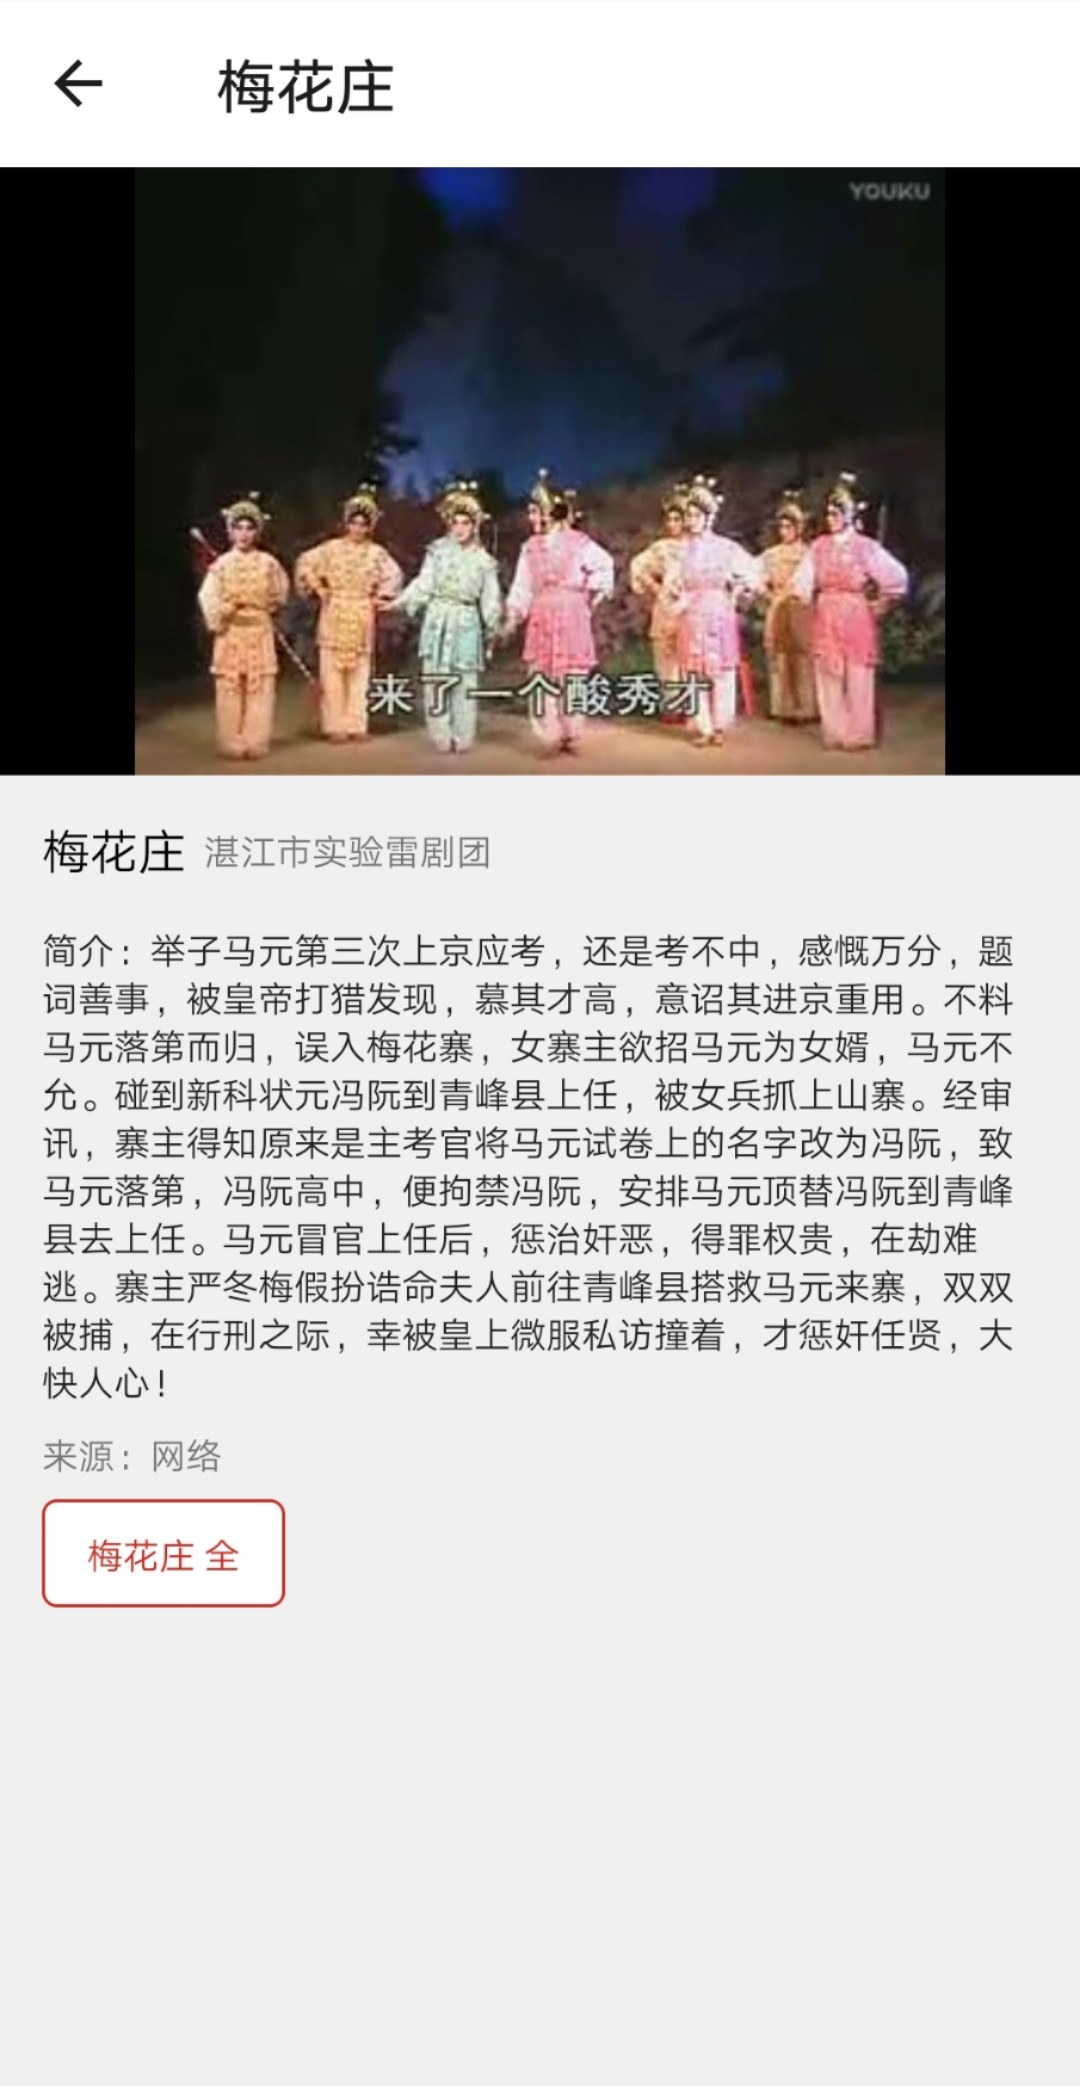 梅花庄
YOUKU
来了一个酸秀才
梅花庄 湛江市实验雷剧团
简介：举子马元第三次上京应考，还是考不中，感慨万分，题
词善事，被皇帝打猎发现，慕其才高，意诏其进京重用。不料
马元落第而归，误入梅花寨，女寨主欲招马元为女婿，马元不
允。碰到新科状元冯阮到青峰县上任，被女兵抓上山寨。经审
讯，寨主得知原来是主考官将马元试卷上的名字改为冯阮，致
马元落第，冯阮高中，便拘禁冯阮，安排马元顶替冯阮到青峰
县去上任。马元冒官上任后，惩治奸恶，得罪权贵，在劫难
逃。寨主严冬梅假扮诰命夫人前往青峰县搭救马元来寨，双双
被捕，在行刑之际，幸被皇上微服私访撞着，才惩奸任贤，大
快人心！
来源：网络
梅花庄 全